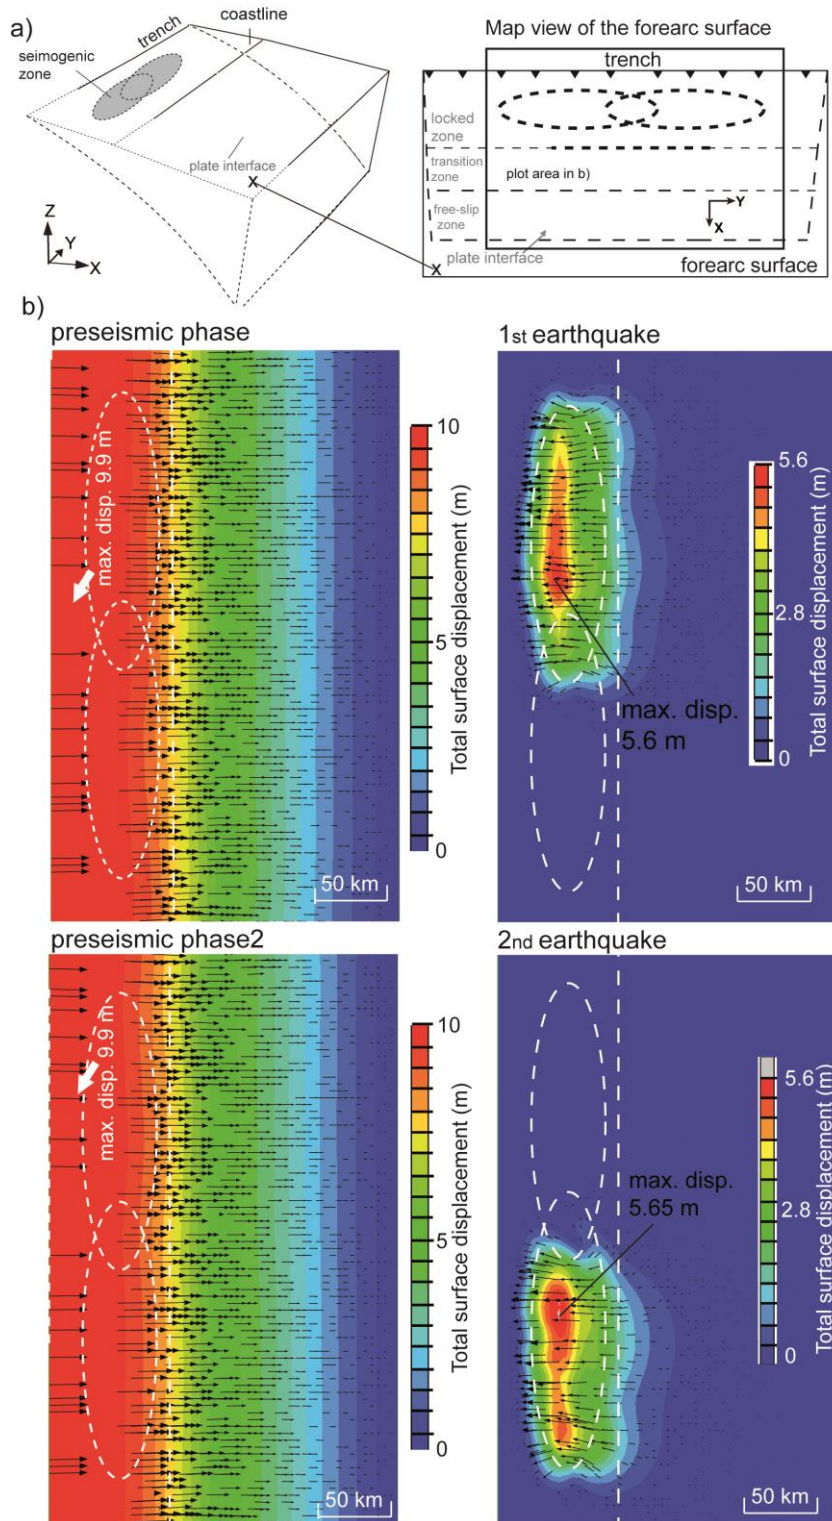 a)
coastline
trench
seimogenic
zone
plate interface
X
Z
Y
X
Map view of the forearc surface
trench
locked
zone
transition
zone
plot area in b)
free-slip
zone
Y
X
plate interface
X
forearc surface
b)
preseismic phase
max. disp. 9.9 m
50 km
10
5
0
Total surface displacement (m)
1st earthquake
max. disp.
5.6 m
50 km
5.6
2.8
0
Total surface displacement (m)
preseismic phase2
max. disp. 9.9 m
50 km
10
5
0
Total surface displacement (m)
2nd earthquake
max. disp.
5.65 m
50 km
5.6
2.8
0
Total surface displacement (m)